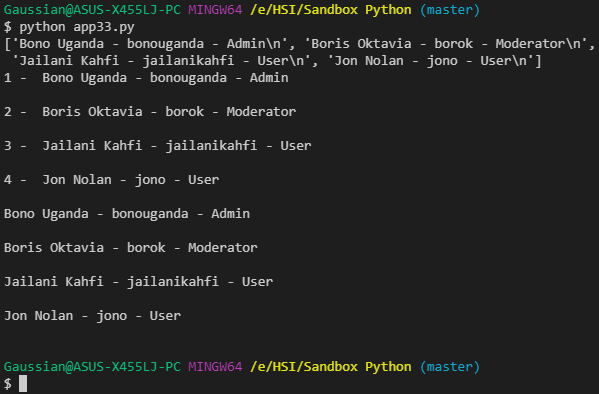 Gaussian@ASUS-X455LJ-PC MINGW64 /e/HSI/Sandbox Python (master)
$ python app33.py
['Bono Uganda - bonouganda - Admin\n', 'Boris Oktavia - borok - Moderator\n',
 'Jailani Kahfi - jailanikahfi - User\n', 'Jon Nolan - jono - User\n']
1 -  Bono Uganda - bonouganda - Admin
2 -  Boris Oktavia - borok - Moderator
3 -  Jailani Kahfi - jailanikahfi - User
4 -  Jon Nolan - jono - User
Bono Uganda - bonouganda - Admin
Boris Oktavia - borok - Moderator
Jailani Kahfi - jailanikahfi - User
Jon Nolan - jono - User
Gaussian@ASUS-X455LJ-PC MINGW64 /e/HSI/Sandbox Python (master)
$